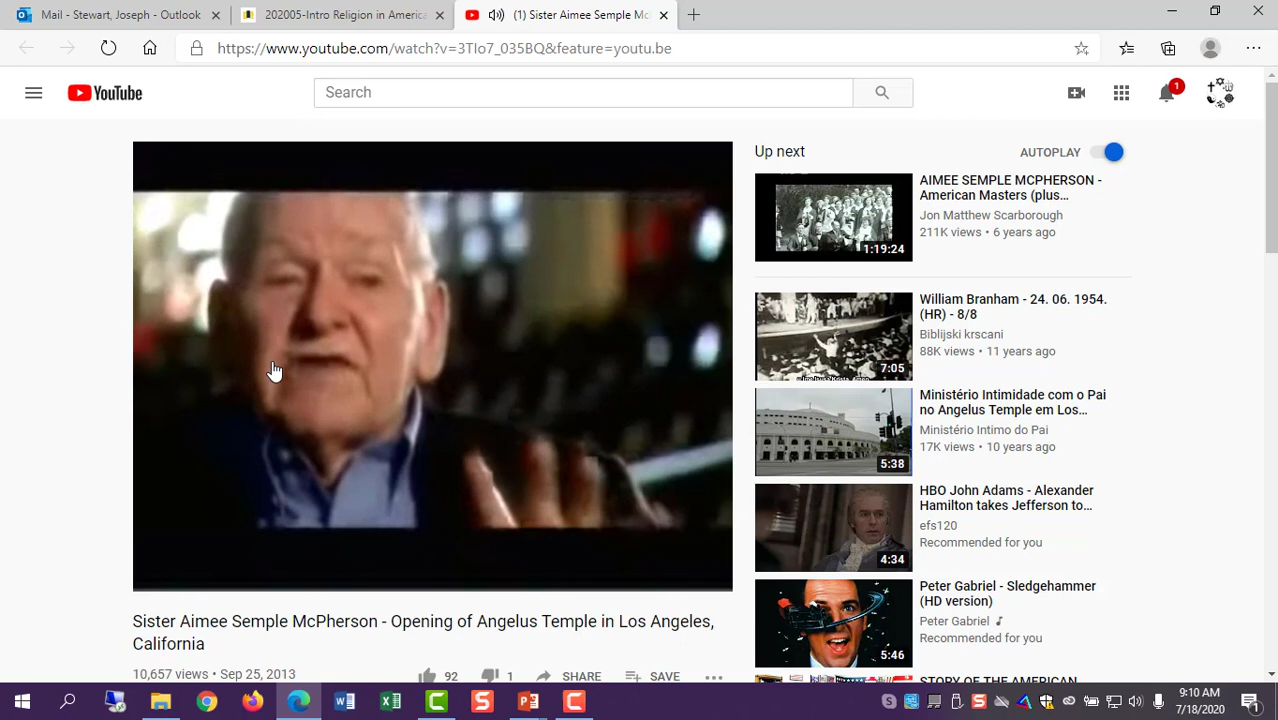 Mail - Stewart, Joseph - Outlook
202005-Intro Religion in America
(1) Sister Aimee Semple Mc
https://www.youtube.com/watch?v=3TIo7_035BQ&feature=youtu.be
YouTube
Search
1
Up next
AUTOPLAY
AIMEE SEMPLE MCPHERSON -
American Masters (plus...
Jon Matthew Scarborough
211K views • 6 years ago
1:19:24
William Branham - 24. 06. 1954.
(HR) - 8/8
Biblijski krscani
88K views • 11 years ago
7:05
Ministério Intimidade com o Pai
no Angelus Temple em Los...
Ministério Intimo do Pai
17K views • 10 years ago
5:38
HBO John Adams - Alexander
Hamilton takes Jefferson to...
efs120
Recommended for you
4:34
Peter Gabriel - Sledgehammer
(HD version)
Peter Gabriel
Recommended for you
5:46
STORY OF THE AMERICAN
Sister Aimee Semple McPherson - Opening of Angelus Temple in Los Angeles,
California
10,657 views • Sep 25, 2013
92
1
SHARE
SAVE
9:10 AM
7/18/2020
1